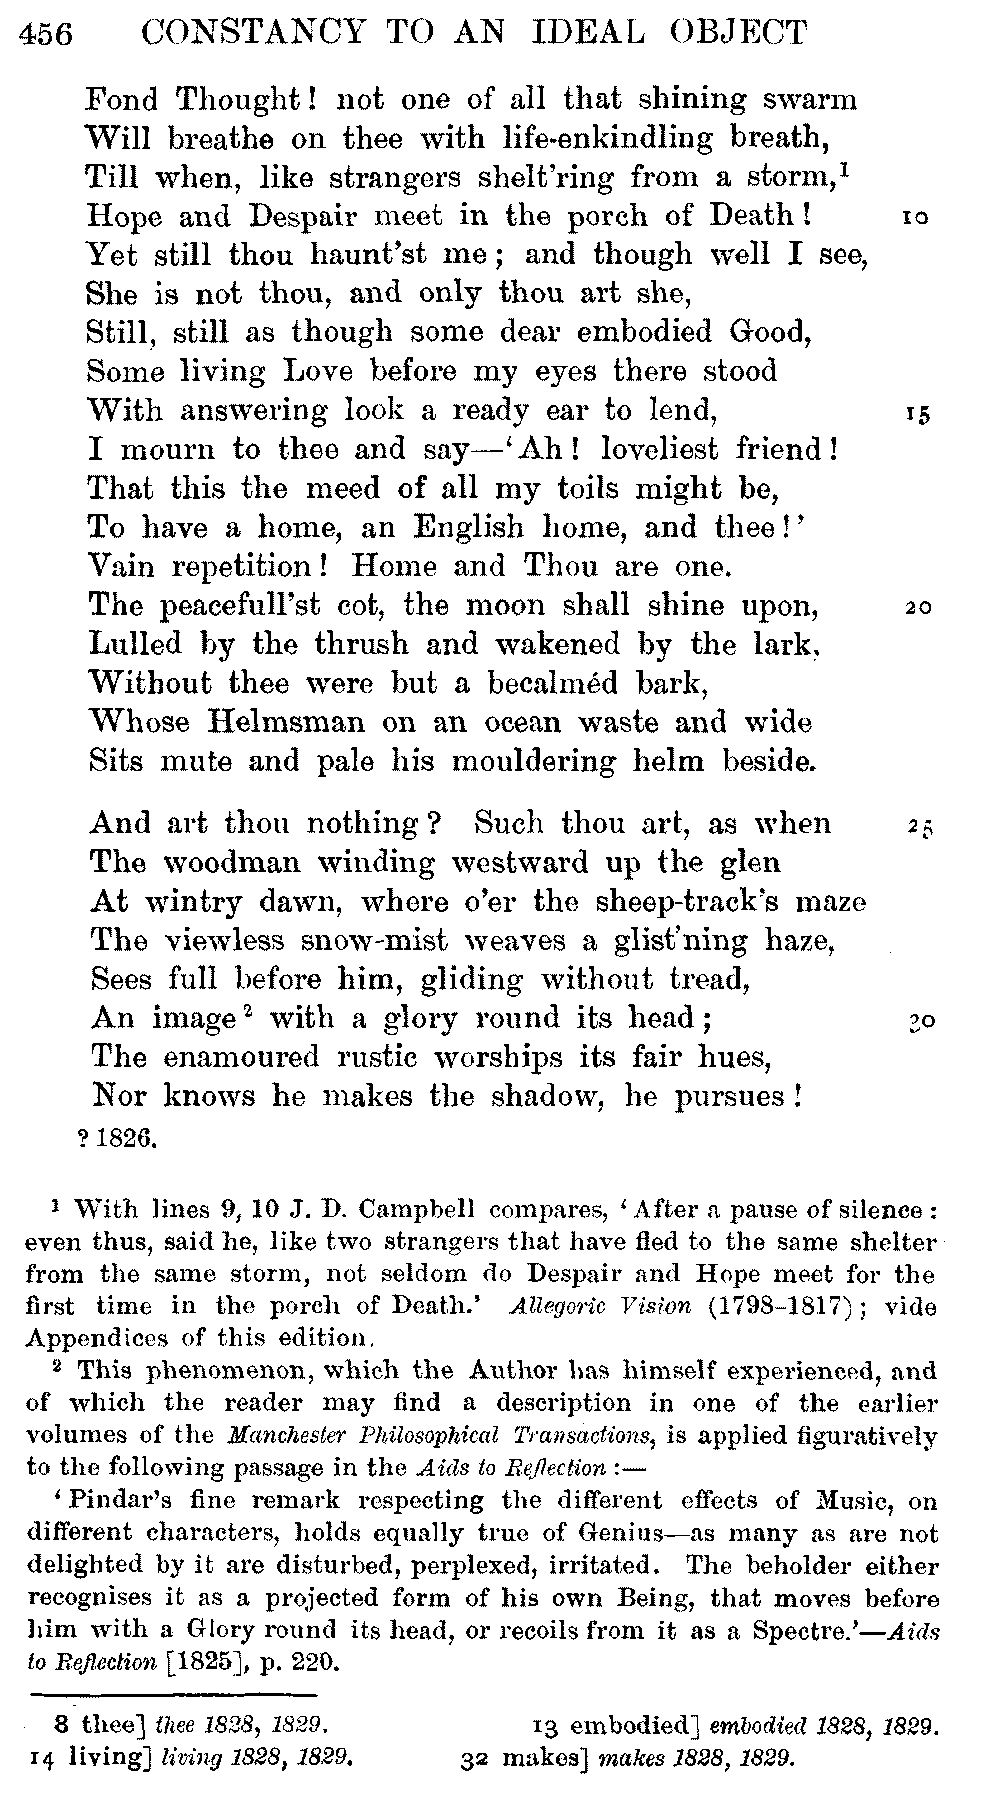 456 CONSTANCY TO AN IDEAL OBJECT
Fond Thought! not one of all that shining swarm
Will breathe on thee with life-enkindling breath,
Till when, like strangers shelt'ring from a storm,¹
Hope and Despair meet in the porch of Death! 10
Yet still thou haunt'st me; and though well I see,
She is not thou, and only thou art she,
Still, still as though some dear embodied Good,
Some living Love before my eyes there stood
With answering look a ready ear to lend, 15
I mourn to thee and say—'Ah! loveliest friend!
That this the meed of all my toils might be,
To have a home, an English home, and thee!'
Vain repetition! Home and Thou are one.
The peacefull'st cot, the moon shall shine upon, 20
Lulled by the thrush and wakened by the lark,
Without thee were but a becalméd bark,
Whose Helmsman on an ocean waste and wide
Sits mute and pale his mouldering helm beside.
And art thou nothing? Such thou art, as when 25
The woodman winding westward up the glen
At wintry dawn, where o'er the sheep-track's maze
The viewless snow-mist weaves a glist'ning haze,
Sees full before him, gliding without tread,
An image² with a glory round its head; 30
The enamoured rustic worships its fair hues,
Nor knows he makes the shadow, he pursues!
? 1826.
¹ With lines 9, 10 J. D. Campbell compares, 'After a pause of silence:
even thus, said he, like two strangers that have fled to the same shelter
from the same storm, not seldom do Despair and Hope meet for the
first time in the porch of Death.' Allegoric Vision (1798-1817); vide
Appendices of this edition.
² This phenomenon, which the Author has himself experienced, and
of which the reader may find a description in one of the earlier
volumes of the Manchester Philosophical Transactions, is applied figuratively
to the following passage in the Aids to Reflection:—
'Pindar's fine remark respecting the different effects of Music, on
different characters, holds equally true of Genius—as many as are not
delighted by it are disturbed, perplexed, irritated. The beholder either
recognises it as a projected form of his own Being, that moves before
him with a Glory round its head, or recoils from it as a Spectre.'—Aids
to Reflection [1825], p. 220.
8 thee] thee 1828, 1829. 13 embodied] embodied 1828, 1829.
14 living] living 1828, 1829. 32 makes] makes 1828, 1829.